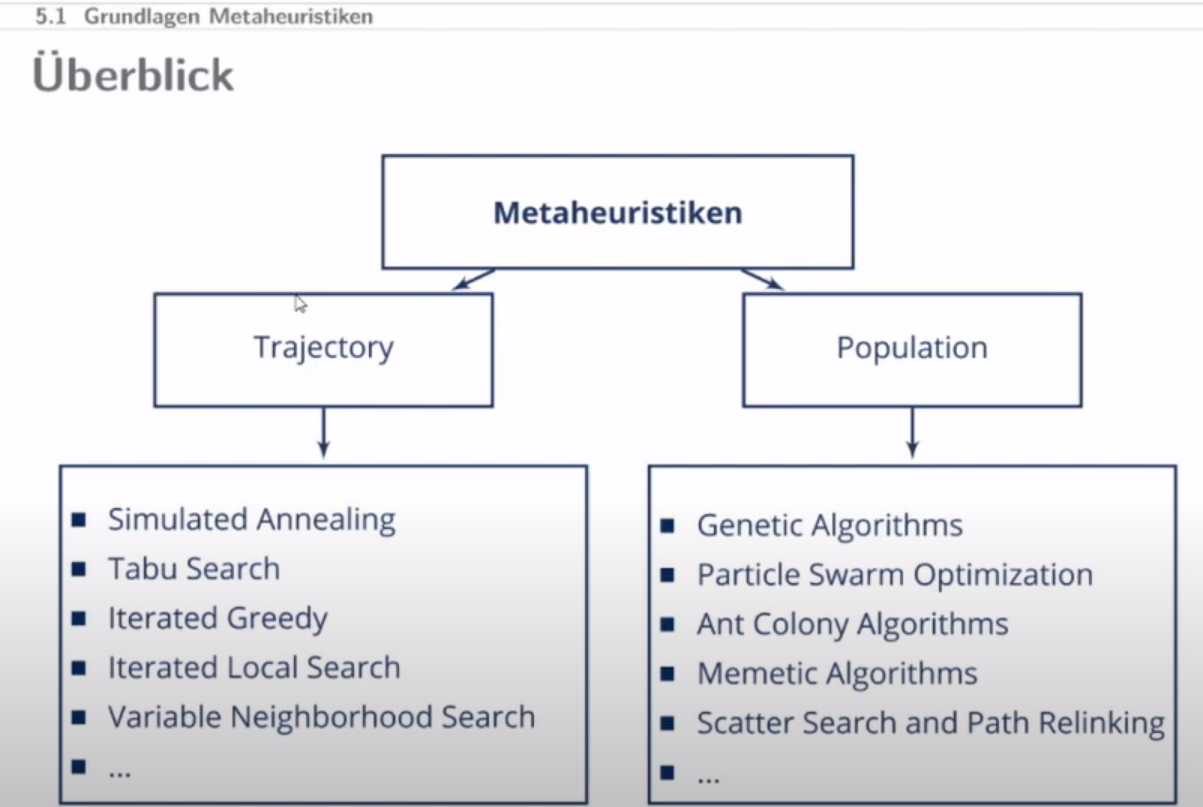 5.1 Grundlagen Metaheuristiken
Überblick
Metaheuristiken
Trajectory
Population
■ Simulated Annealing
■ Tabu Search
■ Iterated Greedy
■ Iterated Local Search
■ Variable Neighborhood Search
■ ...
■ Genetic Algorithms
■ Particle Swarm Optimization
■ Ant Colony Algorithms
■ Memetic Algorithms
■ Scatter Search and Path Relinking
■ ...